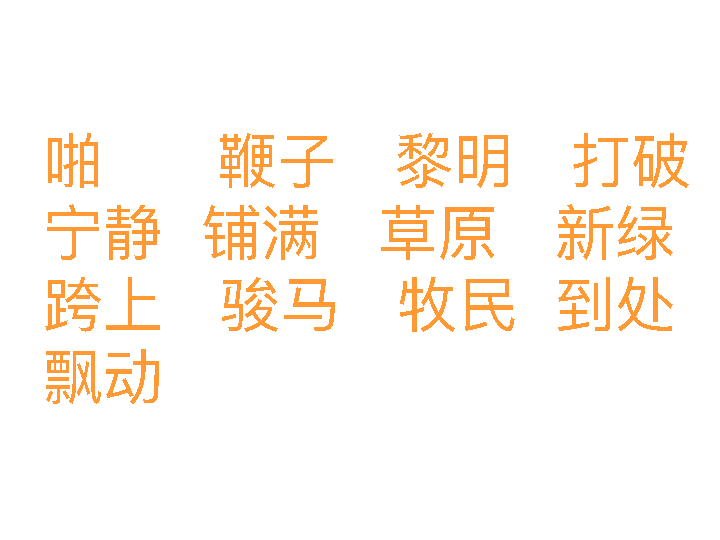 啪 鞭子 黎明 打破
宁静 铺满 草原 新绿
跨上 骏马 牧民 到处
飘动